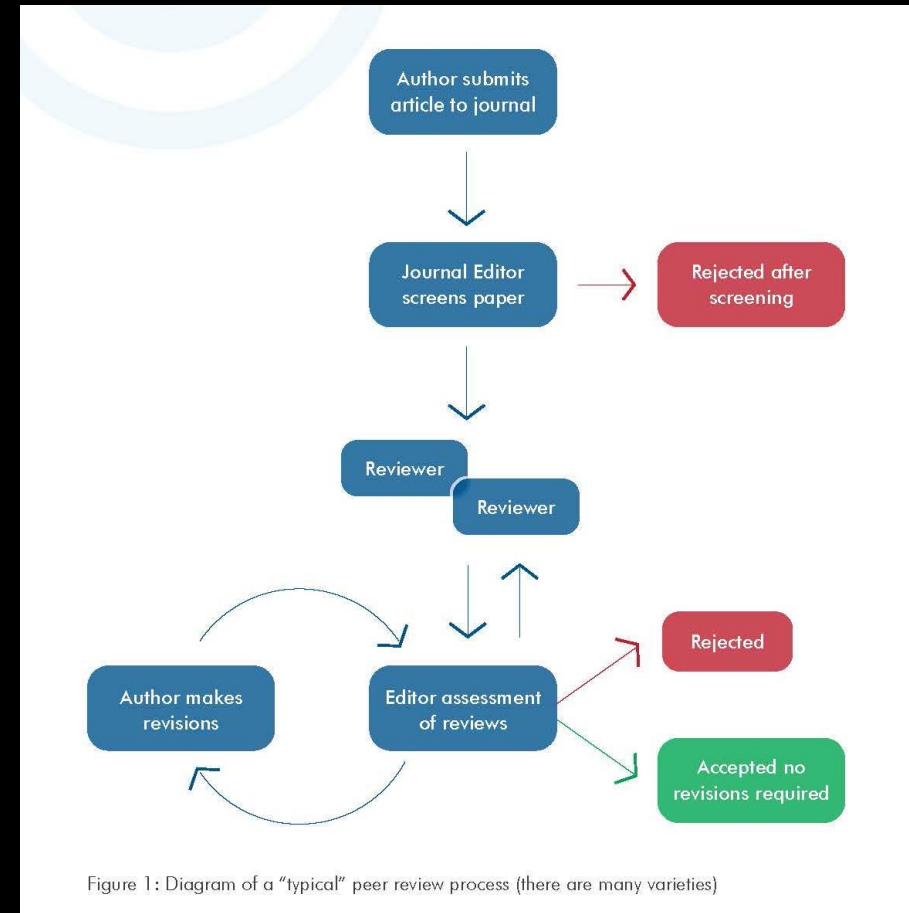 Author submits
article to journal
Journal Editor
screens paper
Rejected after
screening
Reviewer
Reviewer
Author makes
revisions
Editor assessment
of reviews
Rejected
Accepted no
revisions required
Figure 1: Diagram of a “typical” peer review process (there are many varieties)